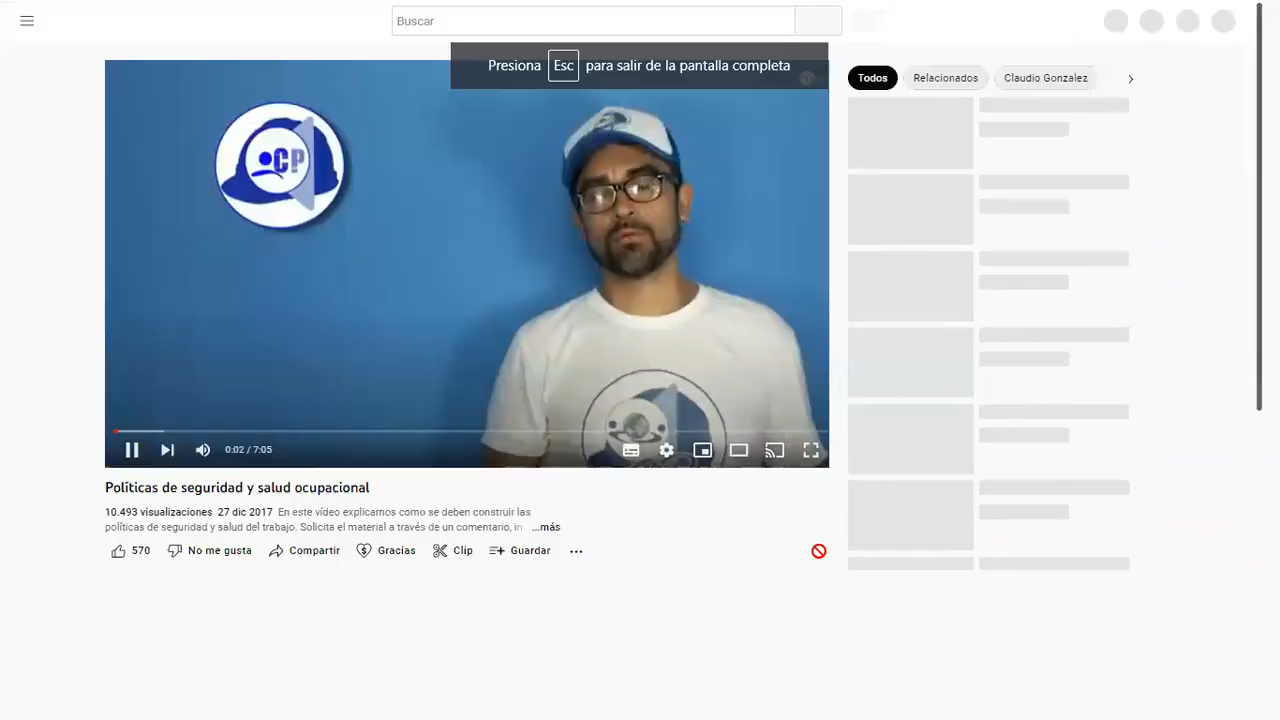 Buscar
Presiona Esc para salir de la pantalla completa
Todos
Relacionados
Claudio Gonzalez
CP
0:02 / 7:05
Políticas de seguridad y salud ocupacional
10.493 visualizaciones 27 dic 2017 En este vídeo explicamos como se deben construir las
políticas de seguridad y salud del trabajo. Solicita el material a través de un comentario, in ...más
570 No me gusta Compartir Gracias Clip Guardar ...